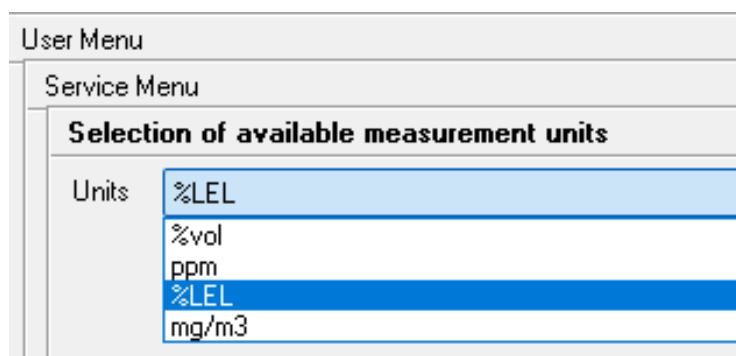 User Menu
Service Menu
Selection of available measurement units
Units %LEL
%vol
ppm
%LEL
mg/m3